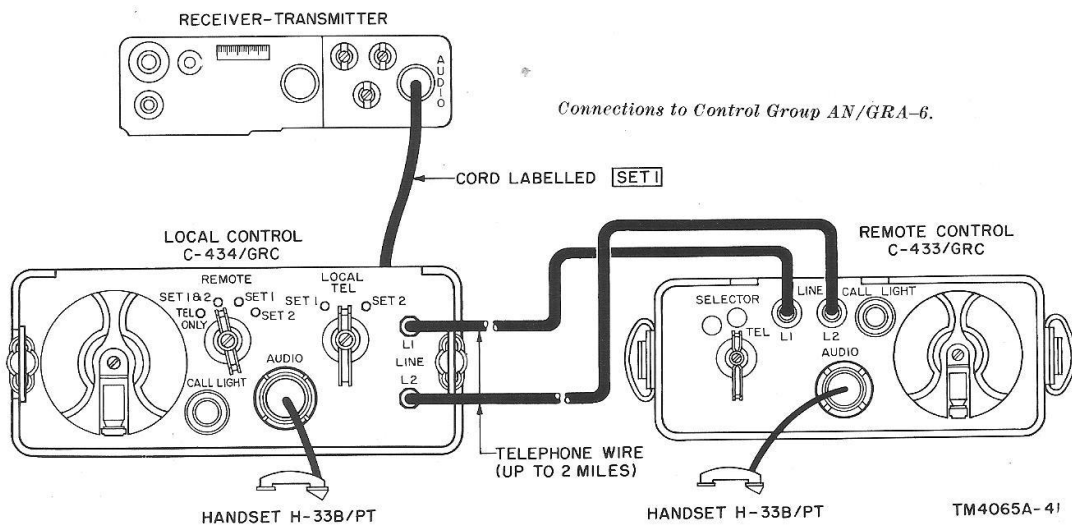 RECEIVER-TRANSMITTER
AUDIO
Connections to Control Group AN/GRA-6.
CORD LABELLED SET 1
LOCAL CONTROL
C-434/GRC
REMOTE
SET 1 & 2
SET 1
TEL
ONLY
SET 2
LOCAL
TEL
SET 1
SET 2
L1
LINE
L2
AUDIO
CALL LIGHT
REMOTE CONTROL
C-433/GRC
SELECTOR
TEL
LINE
L1
L2
CALL LIGHT
AUDIO
TELEPHONE WIRE
(UP TO 2 MILES)
HANDSET H-33B/PT
HANDSET H-33B/PT
TM4065A-41